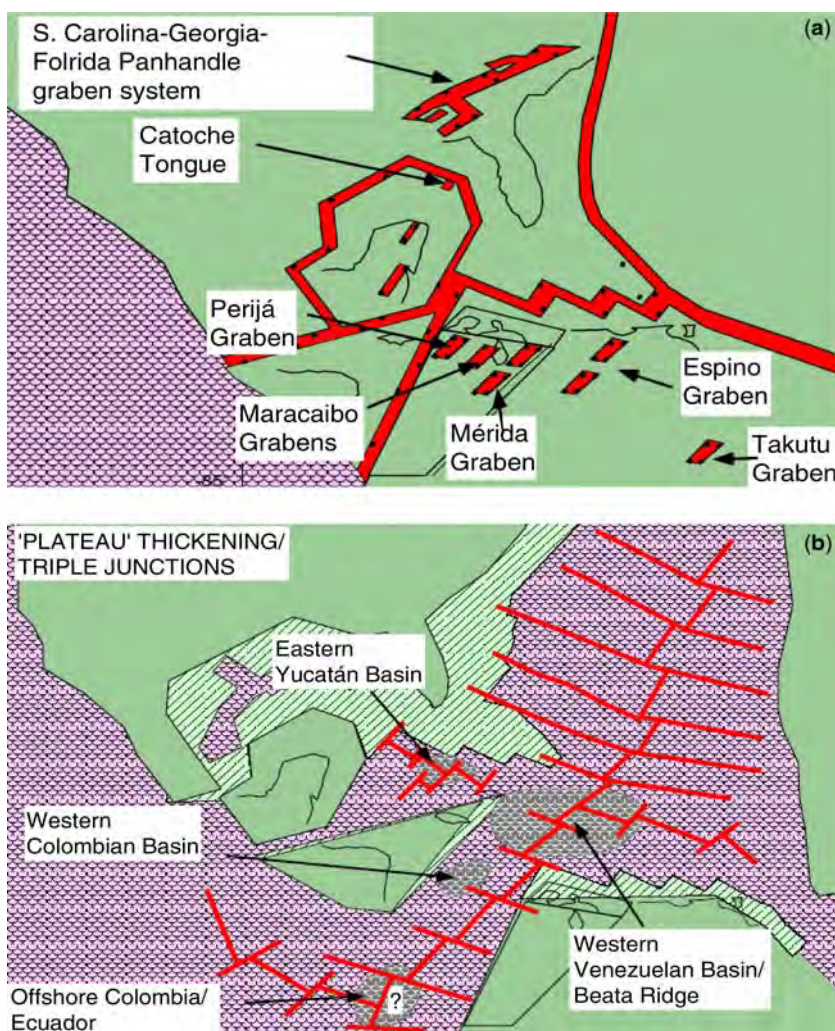 (a)
S. Carolina-Georgia-
Folrida Panhandle
graben system
Catoche
Tongue
Perijá
Graben
Maracaibo
Grabens
Mérida
Graben
Espino
Graben
Takutu
Graben
-85-
(b)
'PLATEAU' THICKENING/
TRIPLE JUNCTIONS
Eastern
Yucatán Basin
Western
Colombian Basin
Western
Venezuelan Basin/
Beata Ridge
Offshore Colombia/
Ecuador
?